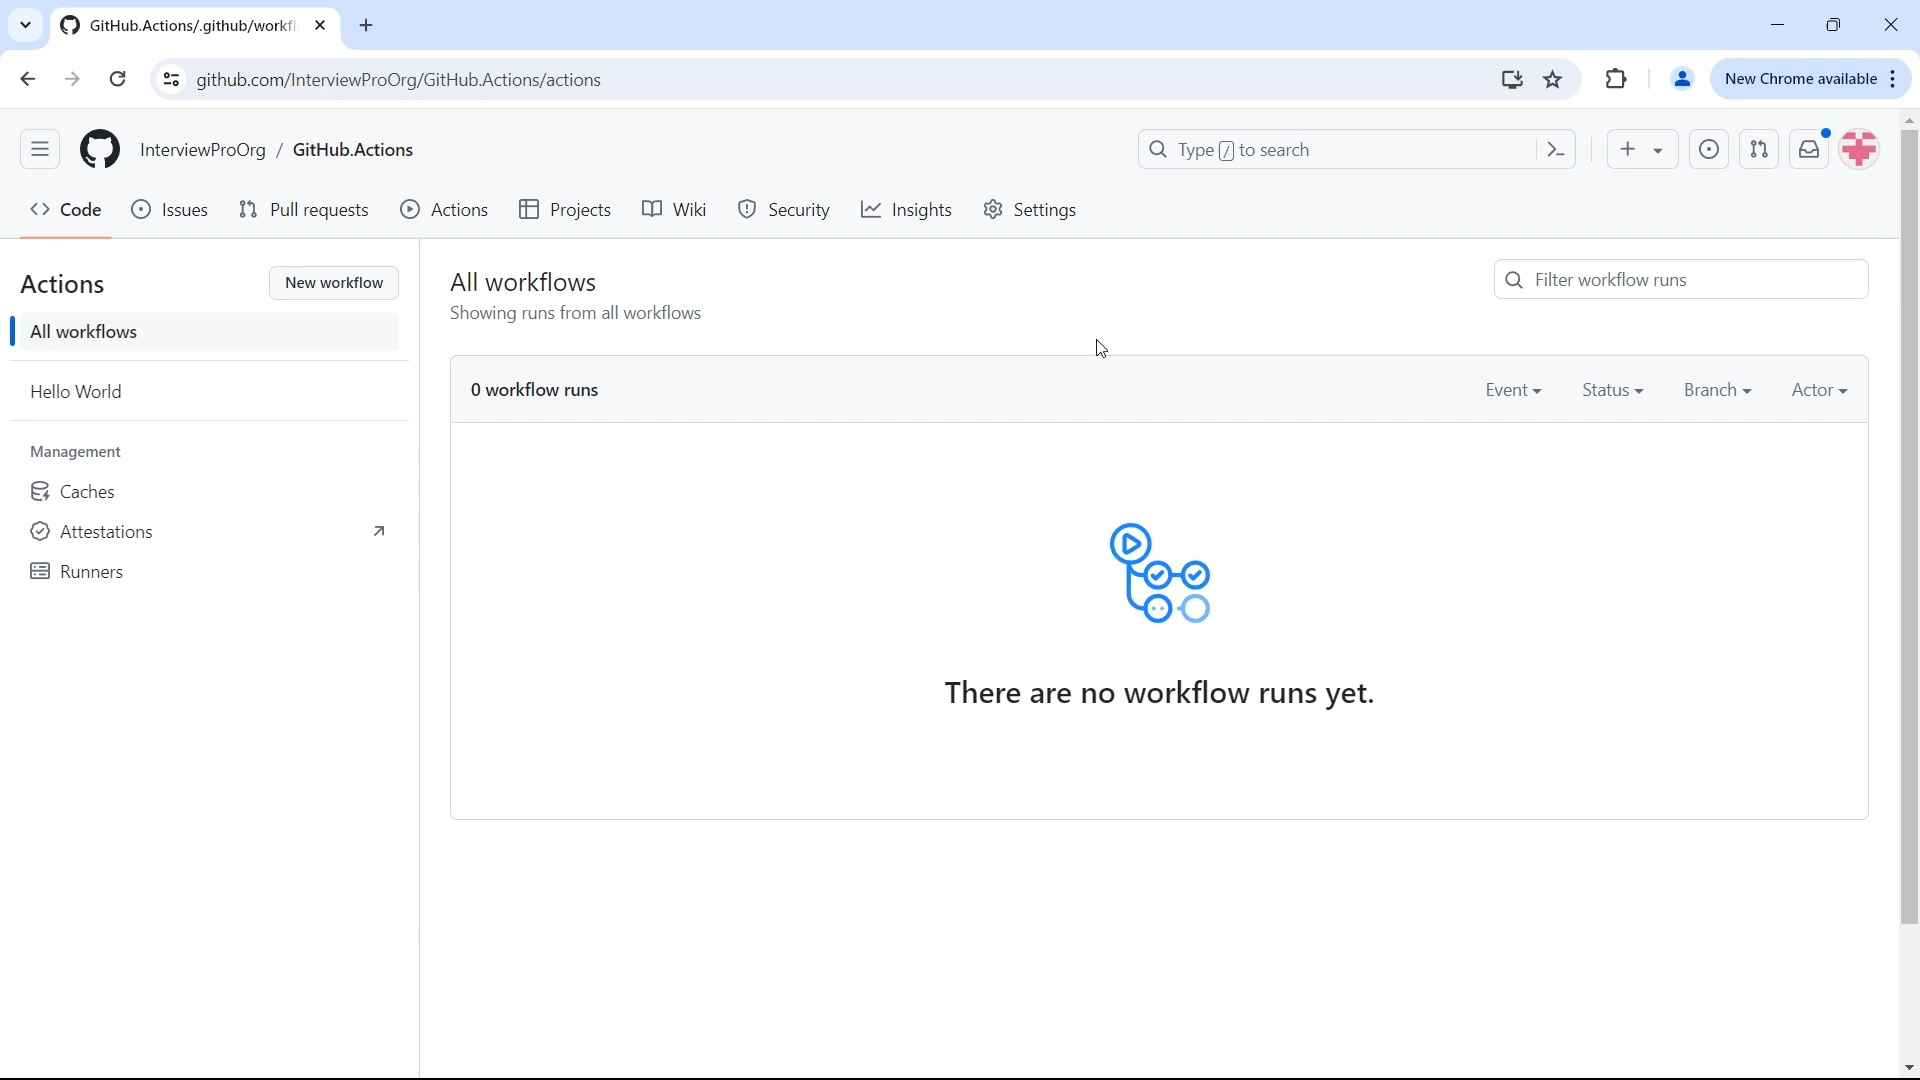 GitHub.Actions/.github/workfl
github.com/InterviewProOrg/GitHub.Actions/actions
New Chrome available
InterviewProOrg / GitHub.Actions
Type / to search
Code Issues Pull requests Actions Projects Wiki Security Insights Settings
Actions
New workflow
All workflows
Hello World
Management
Caches
Attestations
Runners
All workflows
Showing runs from all workflows
Filter workflow runs
0 workflow runs
Event Status Branch Actor
There are no workflow runs yet.